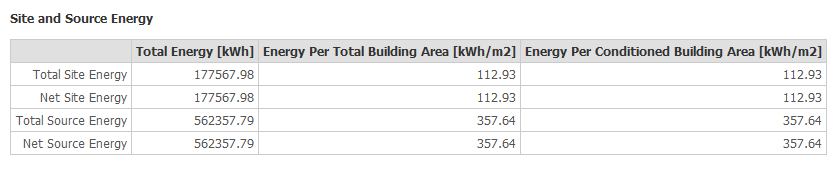 Site and Source Energy
Total Energy [kWh] Energy Per Total Building Area [kWh/m2] Energy Per Conditioned Building Area [kWh/m2]
Total Site Energy 177567.98 112.93 112.93
Net Site Energy 177567.98 112.93 112.93
Total Source Energy 562357.79 357.64 357.64
Net Source Energy 562357.79 357.64 357.64